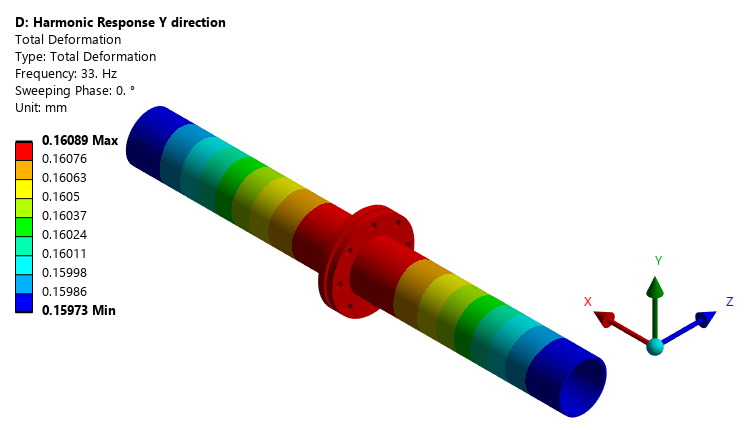 D: Harmonic Response Y direction
Total Deformation
Type: Total Deformation
Frequency: 33. Hz
Sweeping Phase: 0. °
Unit: mm
0.16089 Max
0.16076
0.16063
0.1605
0.16037
0.16024
0.16011
0.15998
0.15986
0.15973 Min
Y
X
Z